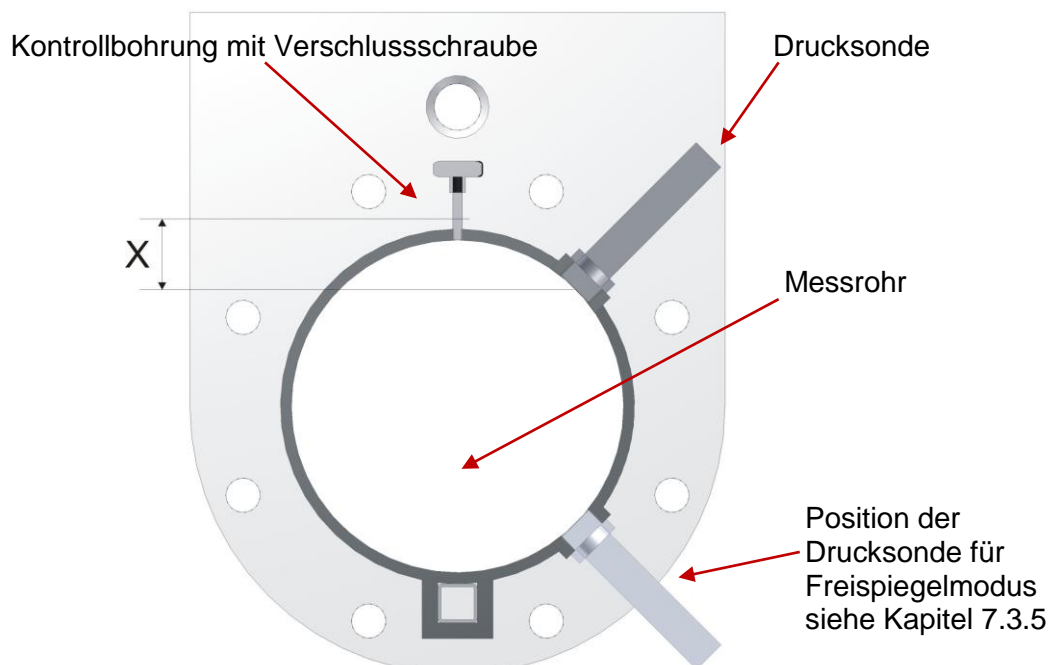 Kontrollbohrung mit Verschlussschraube
Drucksonde
X
Messrohr
Position der
Drucksonde für
Freispiegelmodus
siehe Kapitel 7.3.5